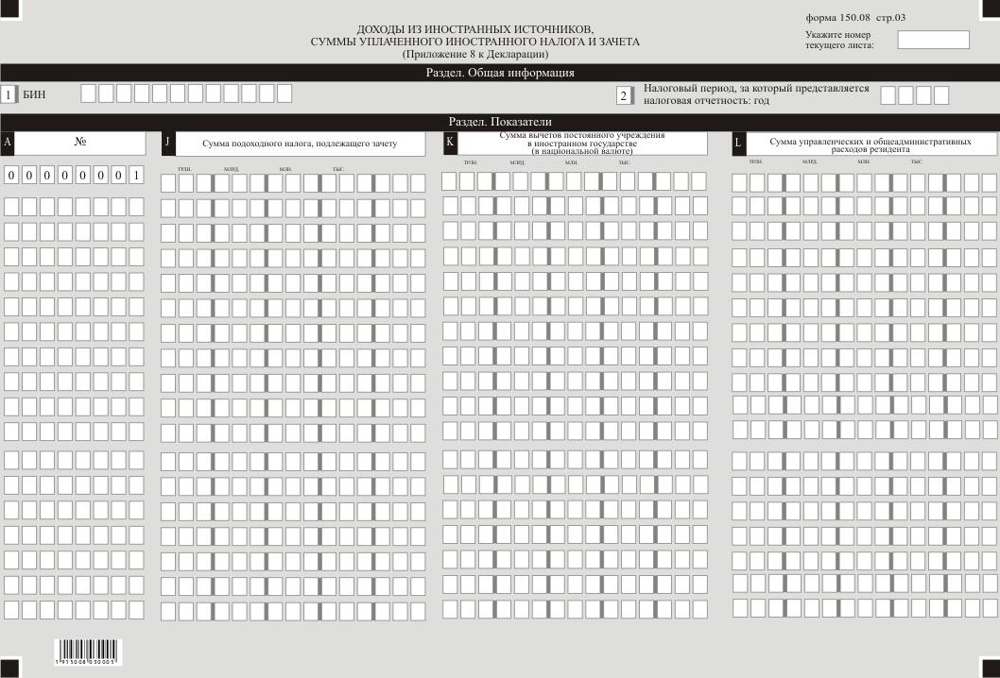 форма 150.08 стр.03
ДОХОДЫ ИЗ ИНОСТРАННЫХ ИСТОЧНИКОВ,
СУММЫ УПЛАЧЕННОГО ИНОСТРАННОГО НАЛОГА И ЗАЧЕТА
(Приложение 8 к Декларации)
Укажите номер
текущего листа:
Раздел. Общая информация
1 БИН
2 Налоговый период, за который представляется
налоговая отчетность: год
Раздел. Показатели
A №
J Сумма подоходного налога, подлежащего зачету
K Сумма вычетов постоянного учреждения
в иностранном государстве
(в национальной валюте)
L Сумма управленческих и общеадминистративных
расходов резидента
ТРЛН. МЛРД. МЛН. ТЫС.
ТРЛН. МЛРД. МЛН. ТЫС.
ТРЛН. МЛРД. МЛН. ТЫС.
0 0 0 0 0 0 0 1
1915008030005